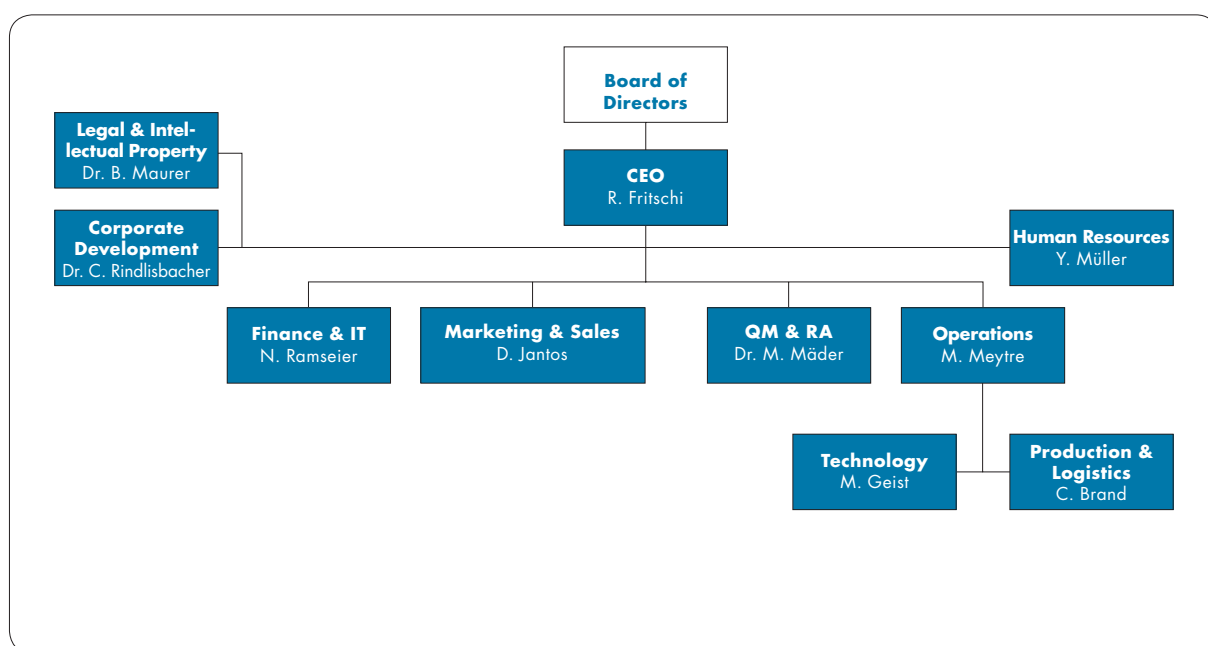 Board of
Directors
Legal & Intel-
lectual Property
Dr. B. Maurer
CEO
R. Fritschi
Corporate
Development
Dr. C. Rindlisbacher
Human Resources
Y. Müller
Finance & IT
N. Ramseier
Marketing & Sales
D. Jantos
QM & RA
Dr. M. Mäder
Operations
M. Meytre
Technology
M. Geist
Production &
Logistics
C. Brand